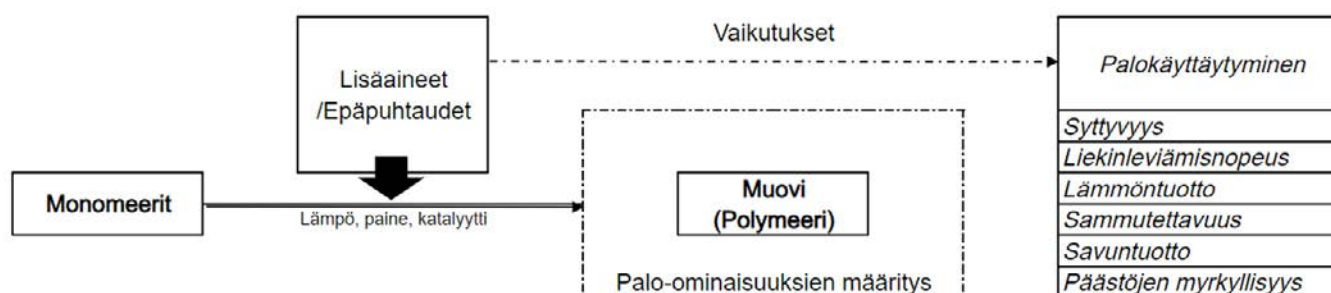 Vaikutukset
Lisäaineet
/Epäpuhtaudet
Palokäyttäytyminen
Syttyvyys
Liekinleviämisnopeus
Monomeerit
Lämpö, paine, katalyytti
Muovi
(Polymeeri)
Lämmöntuotto
Sammutettavuus
Savuntuotto
Palo-ominaisuuksien määritys
Päästöjen myrkyllisyys